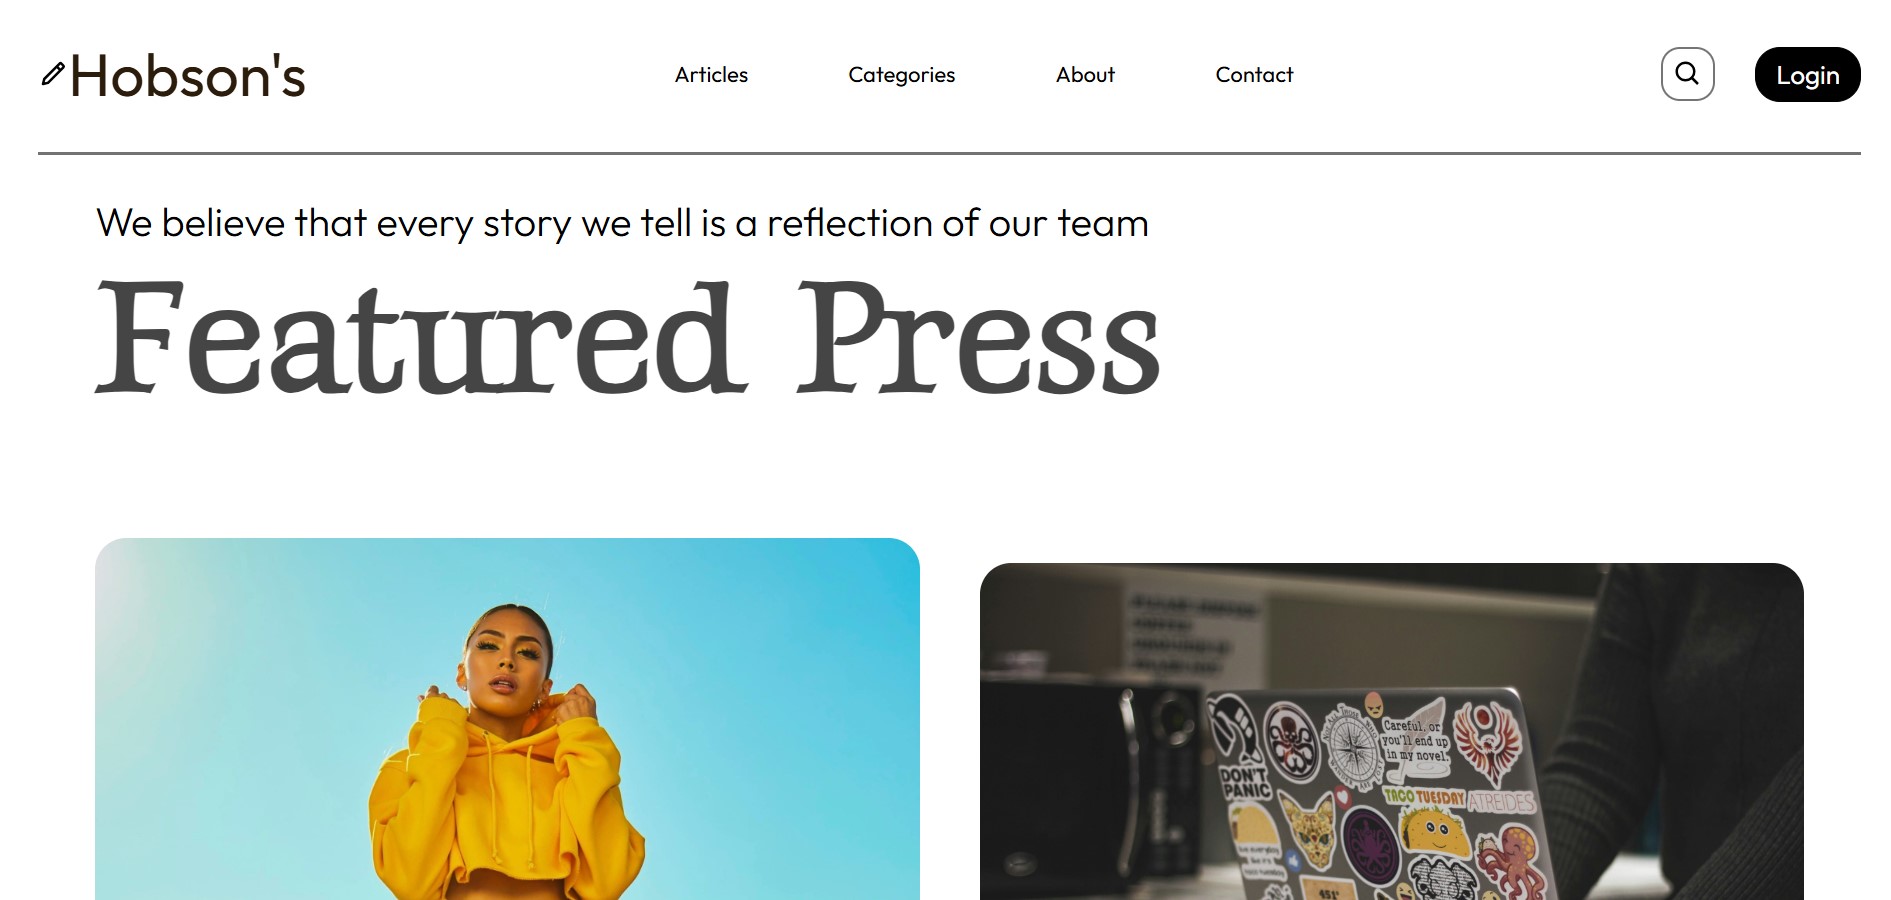 Hobson's
Articles
Categories
About
Contact
Login
We believe that every story we tell is a reflection of our team
Featured Press
Careful, or
you'll end up
in my novel.
DON'T
PANIC
TACO TUESDAY
ATREIDES
451°